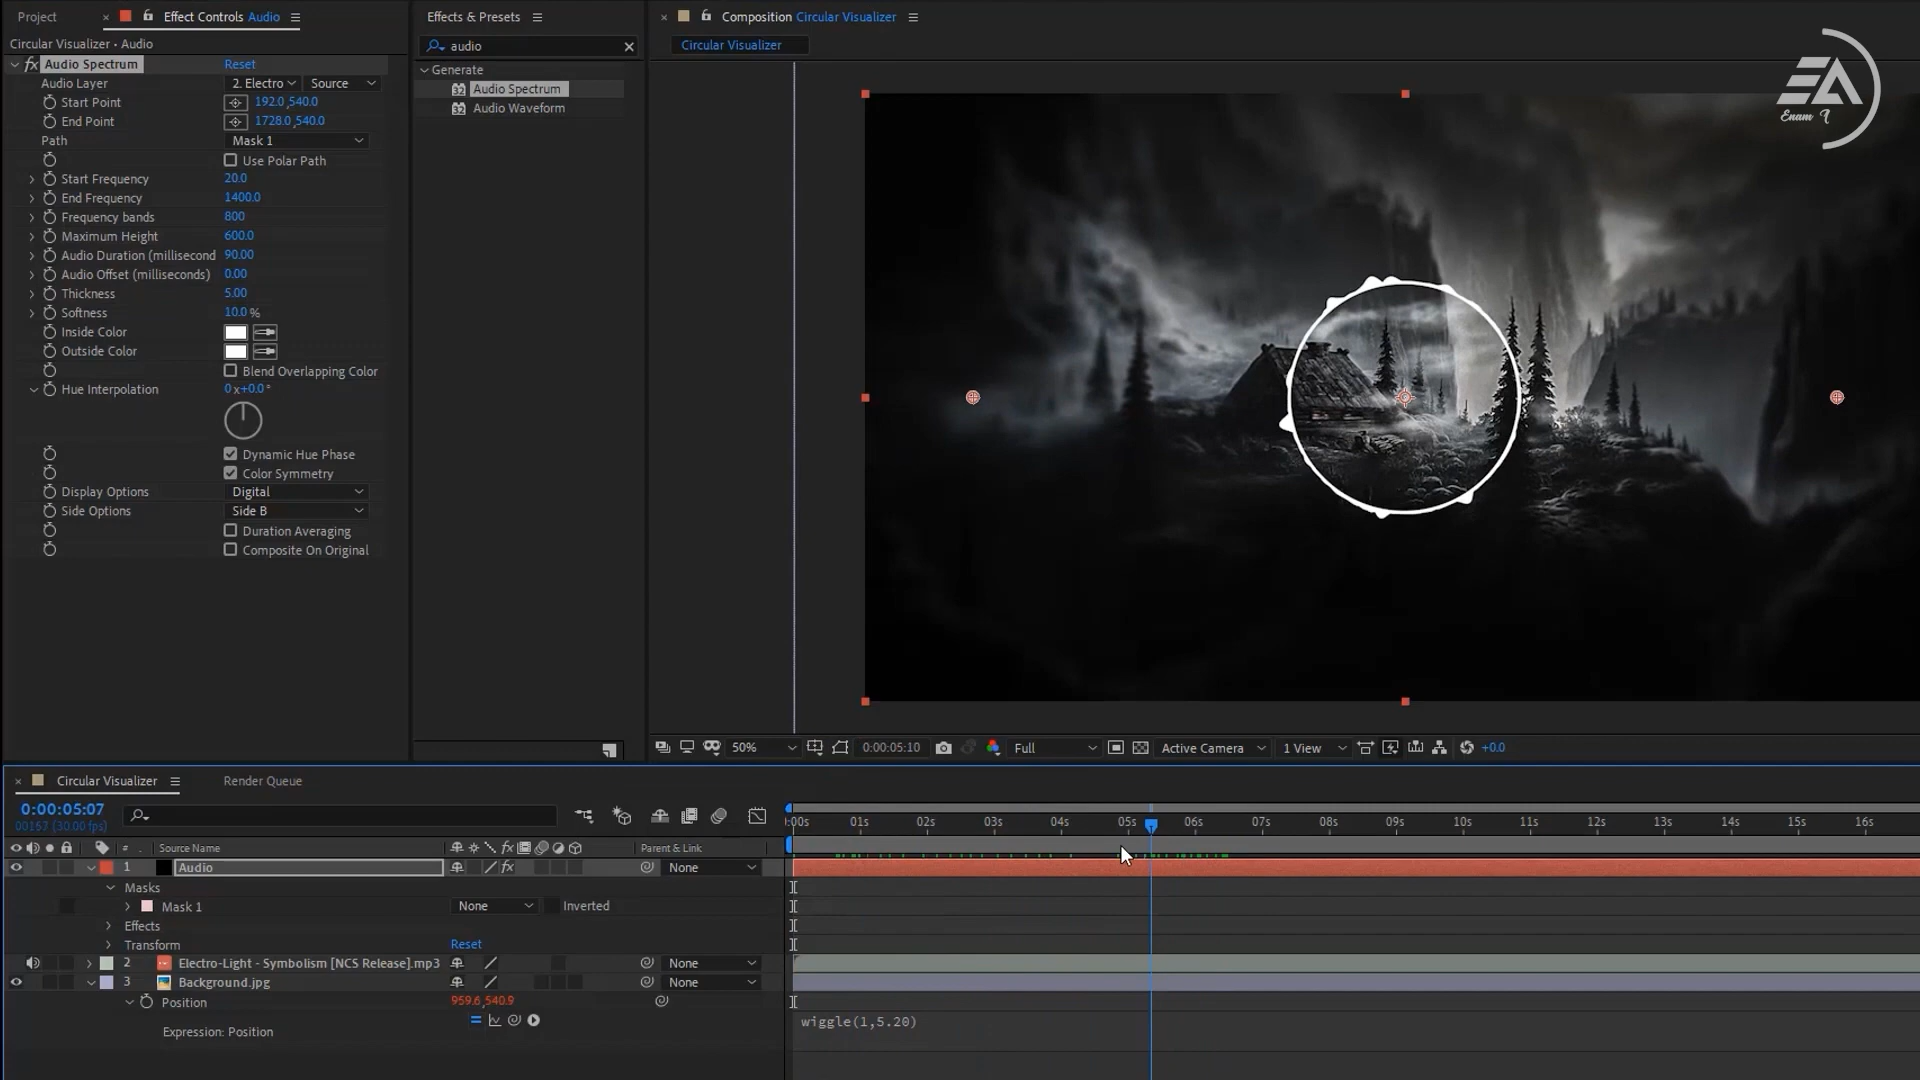 Project
Effect Controls Audio
Circular Visualizer • Audio
fx Audio Spectrum Reset
Audio Layer 2. Electro Source
Start Point 192.0,540.0
End Point 1728.0,540.0
Path Mask 1
Use Polar Path
Start Frequency 20.0
End Frequency 1400.0
Frequency bands 800
Maximum Height 600.0
Audio Duration (millisecond 90.00
Audio Offset (milliseconds) 0.00
Thickness 5.00
Softness 10.0 %
Inside Color
Outside Color
Blend Overlapping Color
Hue Interpolation 0 x+0.0 °
Dynamic Hue Phase
Color Symmetry
Display Options Digital
Side Options Side B
Duration Averaging
Composite On Original
Effects & Presets
audio
Generate
32 Audio Spectrum
32 Audio Waveform
Composition Circular Visualizer
Circular Visualizer
EA
Enam 9
50% 0:00:05:10 Full Active Camera 1 View +0.0
Circular Visualizer Render Queue
0:00:05:07
00157 (30.00 fps)
# Source Name fx Parent & Link
1 Audio fx None
Masks
Mask 1 None Inverted
Effects
Transform Reset
2 Electro-Light - Symbolism [NCS Release].mp3 None
3 Background.jpg None
Position 959.6,540.9
Expression: Position
:00s 01s 02s 03s 04s 05s 06s 07s 08s 09s 10s 11s 12s 13s 14s 15s 16s
wiggle(1,5.20)